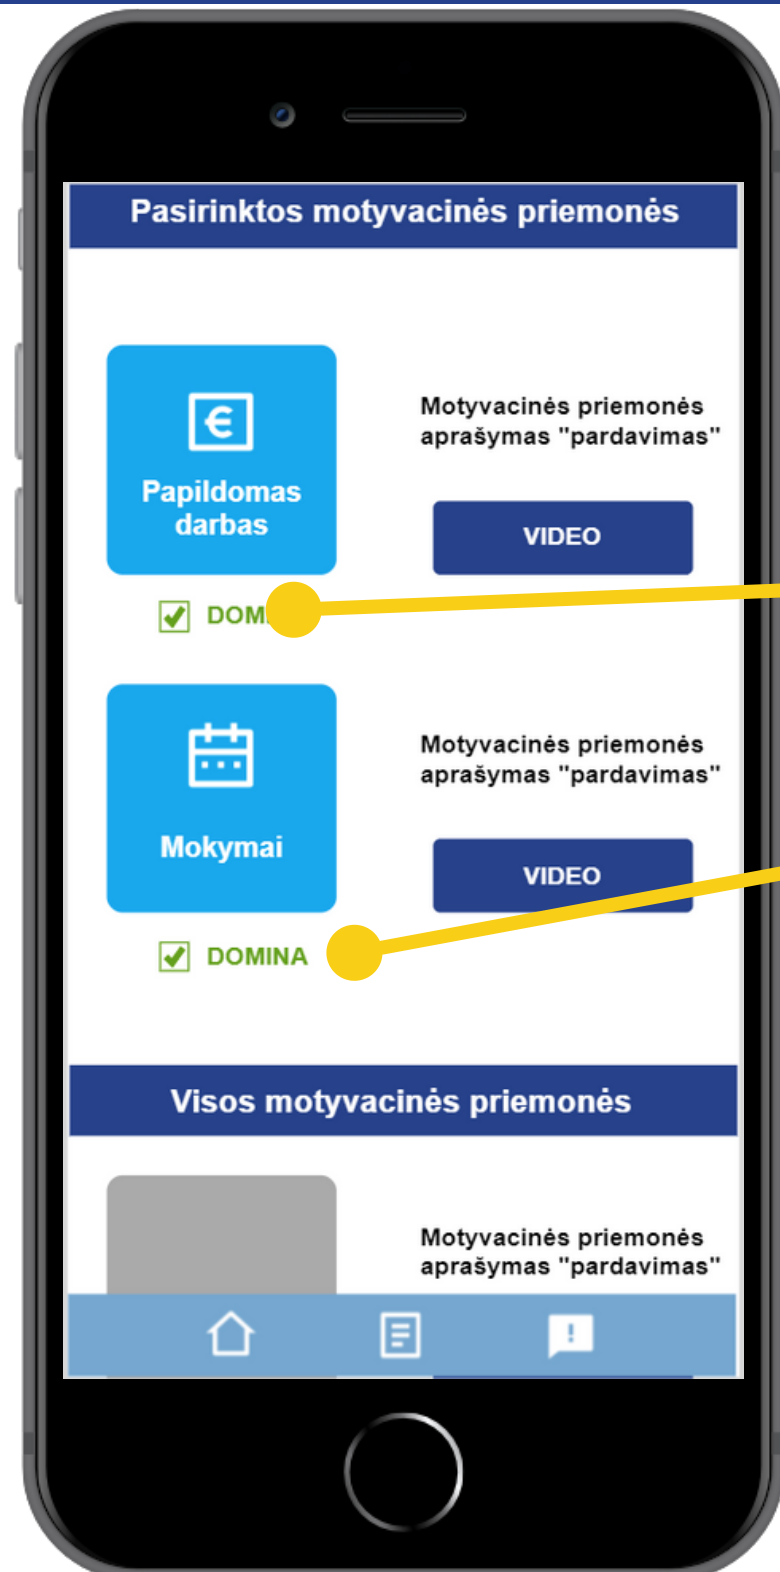 Pasirinktos motyvacinės priemonės
Papildomas
darbas
Motyvacinės priemonės
aprašymas "pardavimas"
VIDEO
Mokymai
Motyvacinės priemonės
aprašymas "pardavimas"
VIDEO
DOMINA
Visos motyvacinės priemonės
Motyvacinės priemonės
aprašymas "pardavimas"